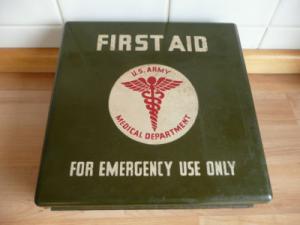 FIRST AID
U.S. ARMY
MEDICAL DEPARTMENT
FOR EMERGENCY USE ONLY